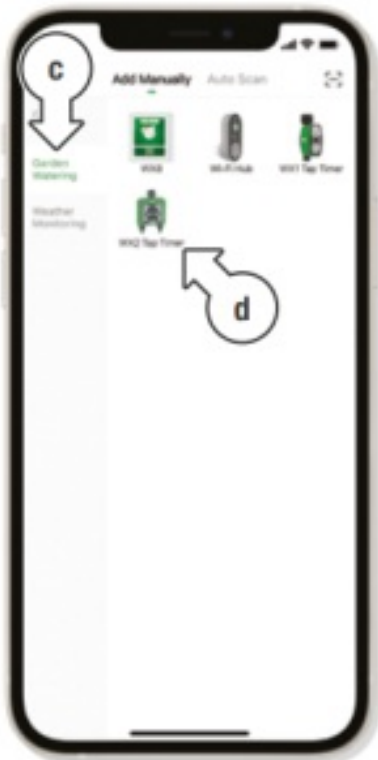 c
Add Manually Auto Scan
Garden
Watering
WX8 Wi-Fi Hub WX1 Tap Timer
Weather
Monitoring
WX2 Tap Timer
d